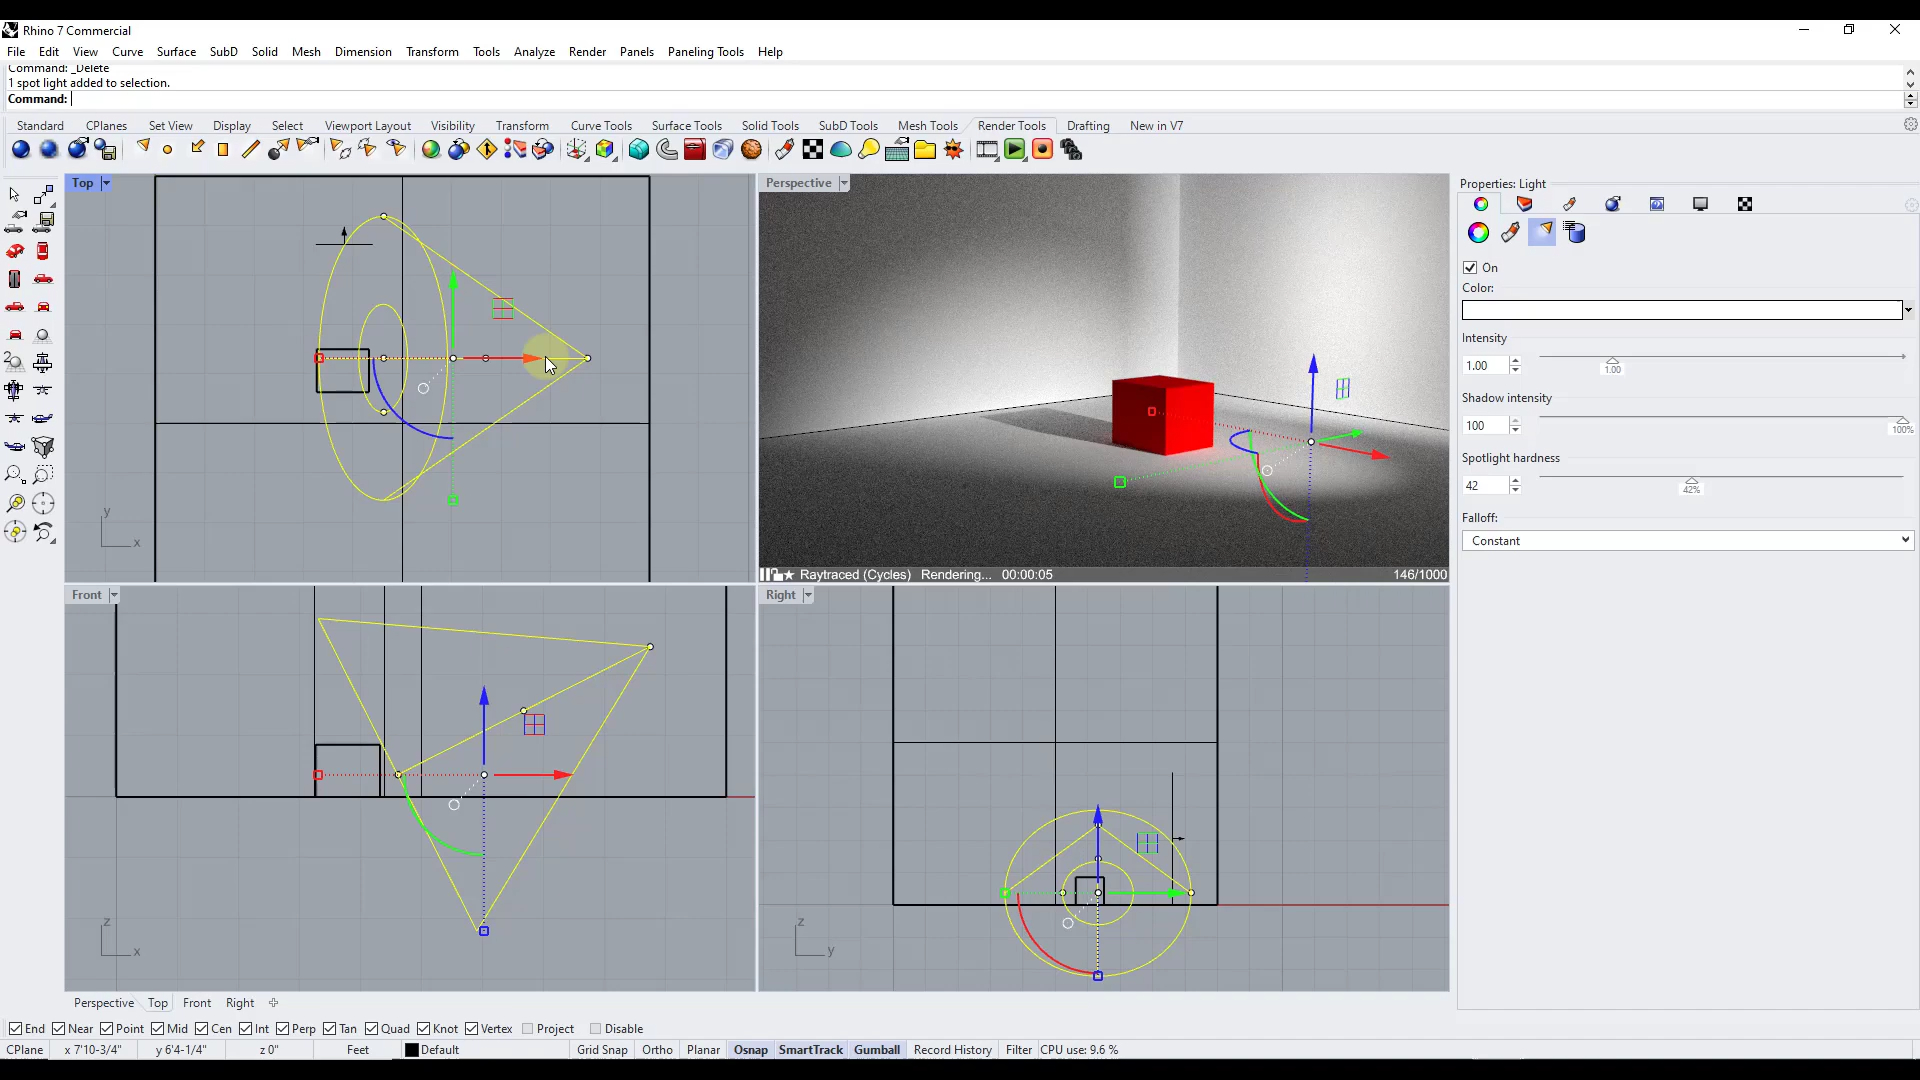 Rhino 7 Commercial
File Edit View Curve Surface SubD Solid Mesh Dimension Transform Tools Analyze Render Panels Paneling Tools Help
Command: _Delete
1 spot light added to selection.
Command:
Standard CPlanes Set View Display Select Viewport Layout Visibility Transform Curve Tools Surface Tools Solid Tools SubD Tools Mesh Tools Render Tools Drafting New in V7
Top
Perspective
Properties: Light
On
Color:
Intensity
1.00
1.00
Shadow intensity
100
100%
Spotlight hardness
42
42%
Falloff:
Constant
y
x
Raytraced (Cycles) Rendering... 00:00:05 146/1000
Front
Right
z
x
z
y
Perspective Top Front Right
End Near Point Mid Cen Int Perp Tan Quad Knot Vertex Project Disable
CPlane x 7'10-3/4" y 6'4-1/4" z 0" Feet Default Grid Snap Ortho Planar Osnap SmartTrack Gumball Record History Filter CPU use: 9.6 %